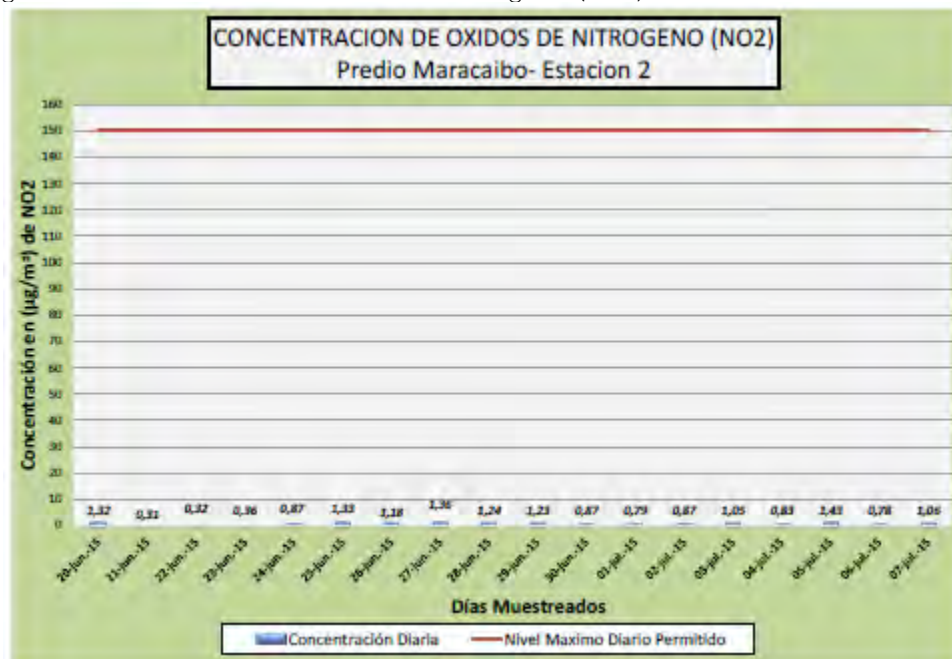 CONCENTRACION DE OXIDOS DE NITROGENO (NO2)
Predio Maracaibo- Estacion 2
Concentración en (µg/m³) de NO2
160
150
140
130
120
110
100
90
80
70
60
50
40
30
20
10
0
1,32 0,31 0,32 0,36 0,87 1,33 1,18 1,36 1,24 1,23 0,87 0,79 0,87 1,05 0,83 1,43 0,78 1,06
20-jun.-15 21-jun.-15 22-jun.-15 23-jun.-15 24-jun.-15 25-jun.-15 26-jun.-15 27-jun.-15 28-jun.-15 29-jun.-15 30-jun.-15 01-jul.-15 02-jul.-15 03-jul.-15 04-jul.-15 05-jul.-15 06-jul.-15 07-jul.-15
Días Muestreados
Concentración Diaria Nivel Maximo Diario Permitido